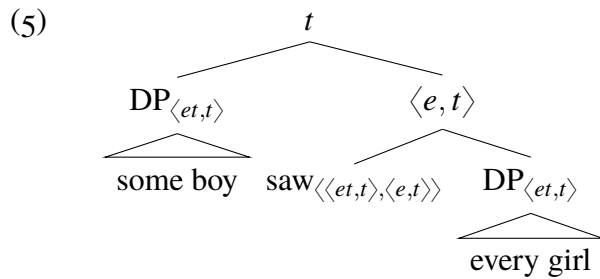 (5) t
DP⟨et,t⟩ ⟨e, t⟩
some boy saw⟨⟨et,t⟩,⟨e,t⟩⟩ DP⟨et,t⟩
every girl